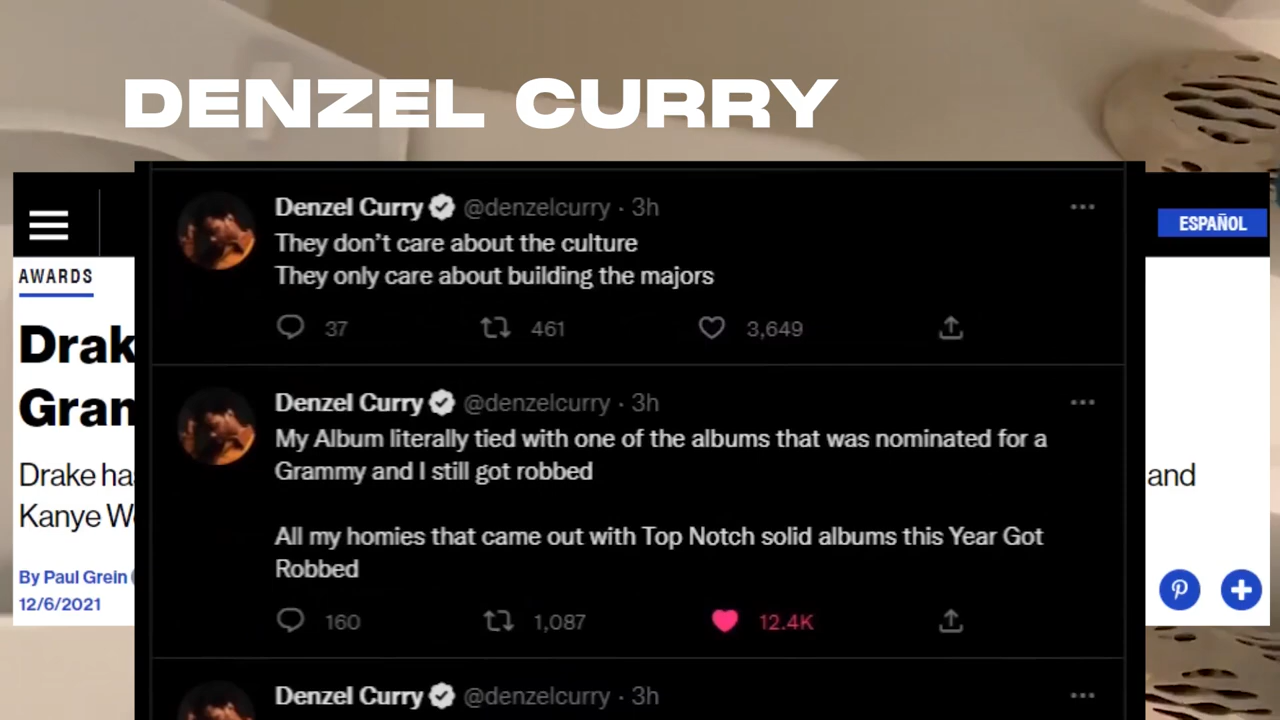 DENZEL CURRY
ESPAÑOL
AWARDS
Drak
Gran
Drake ha
Kanye W
and
By Paul Grein
12/6/2021
Denzel Curry @denzelcurry · 3h
They don’t care about the culture
They only care about building the majors
37 461 3,649
Denzel Curry @denzelcurry · 3h
My Album literally tied with one of the albums that was nominated for a
Grammy and I still got robbed
All my homies that came out with Top Notch solid albums this Year Got
Robbed
160 1,087 12.4K
Denzel Curry @denzelcurry · 3h